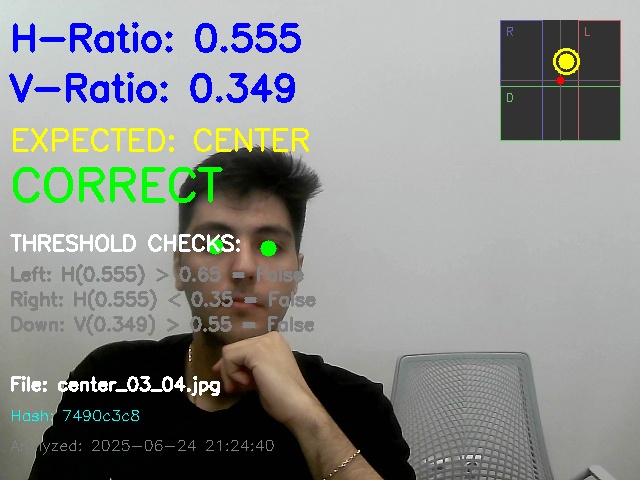 H-Ratio: 0.555
V-Ratio: 0.349
EXPECTED: CENTER
CORRECT
THRESHOLD CHECKS:
Left: H(0.555) > 0.65 = False
Right: H(0.555) < 0.35 = False
Down: V(0.349) > 0.55 = False
File: center_03_04.jpg
Hash: 7490c3c8
Analyzed: 2025-06-24 21:24:40
R L
D